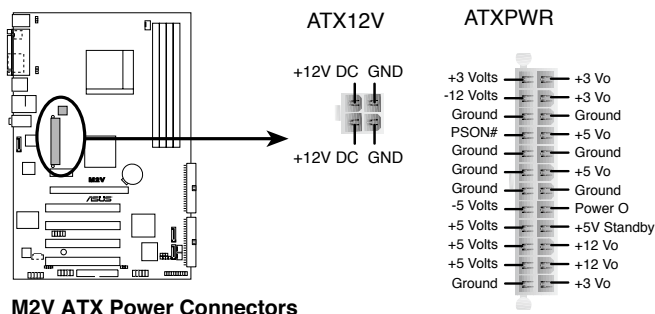 ATX12V
ATXPWR
+12V DC GND
+12V DC GND
+3 Volts +3 Vo
-12 Volts +3 Vo
Ground Ground
PSON# +5 Vo
Ground Ground
Ground +5 Vo
Ground Ground
-5 Volts Power O
+5 Volts +5V Standby
+5 Volts +12 Vo
+5 Volts +12 Vo
Ground +3 Vo
M2V
ASUS
M2V ATX Power Connectors